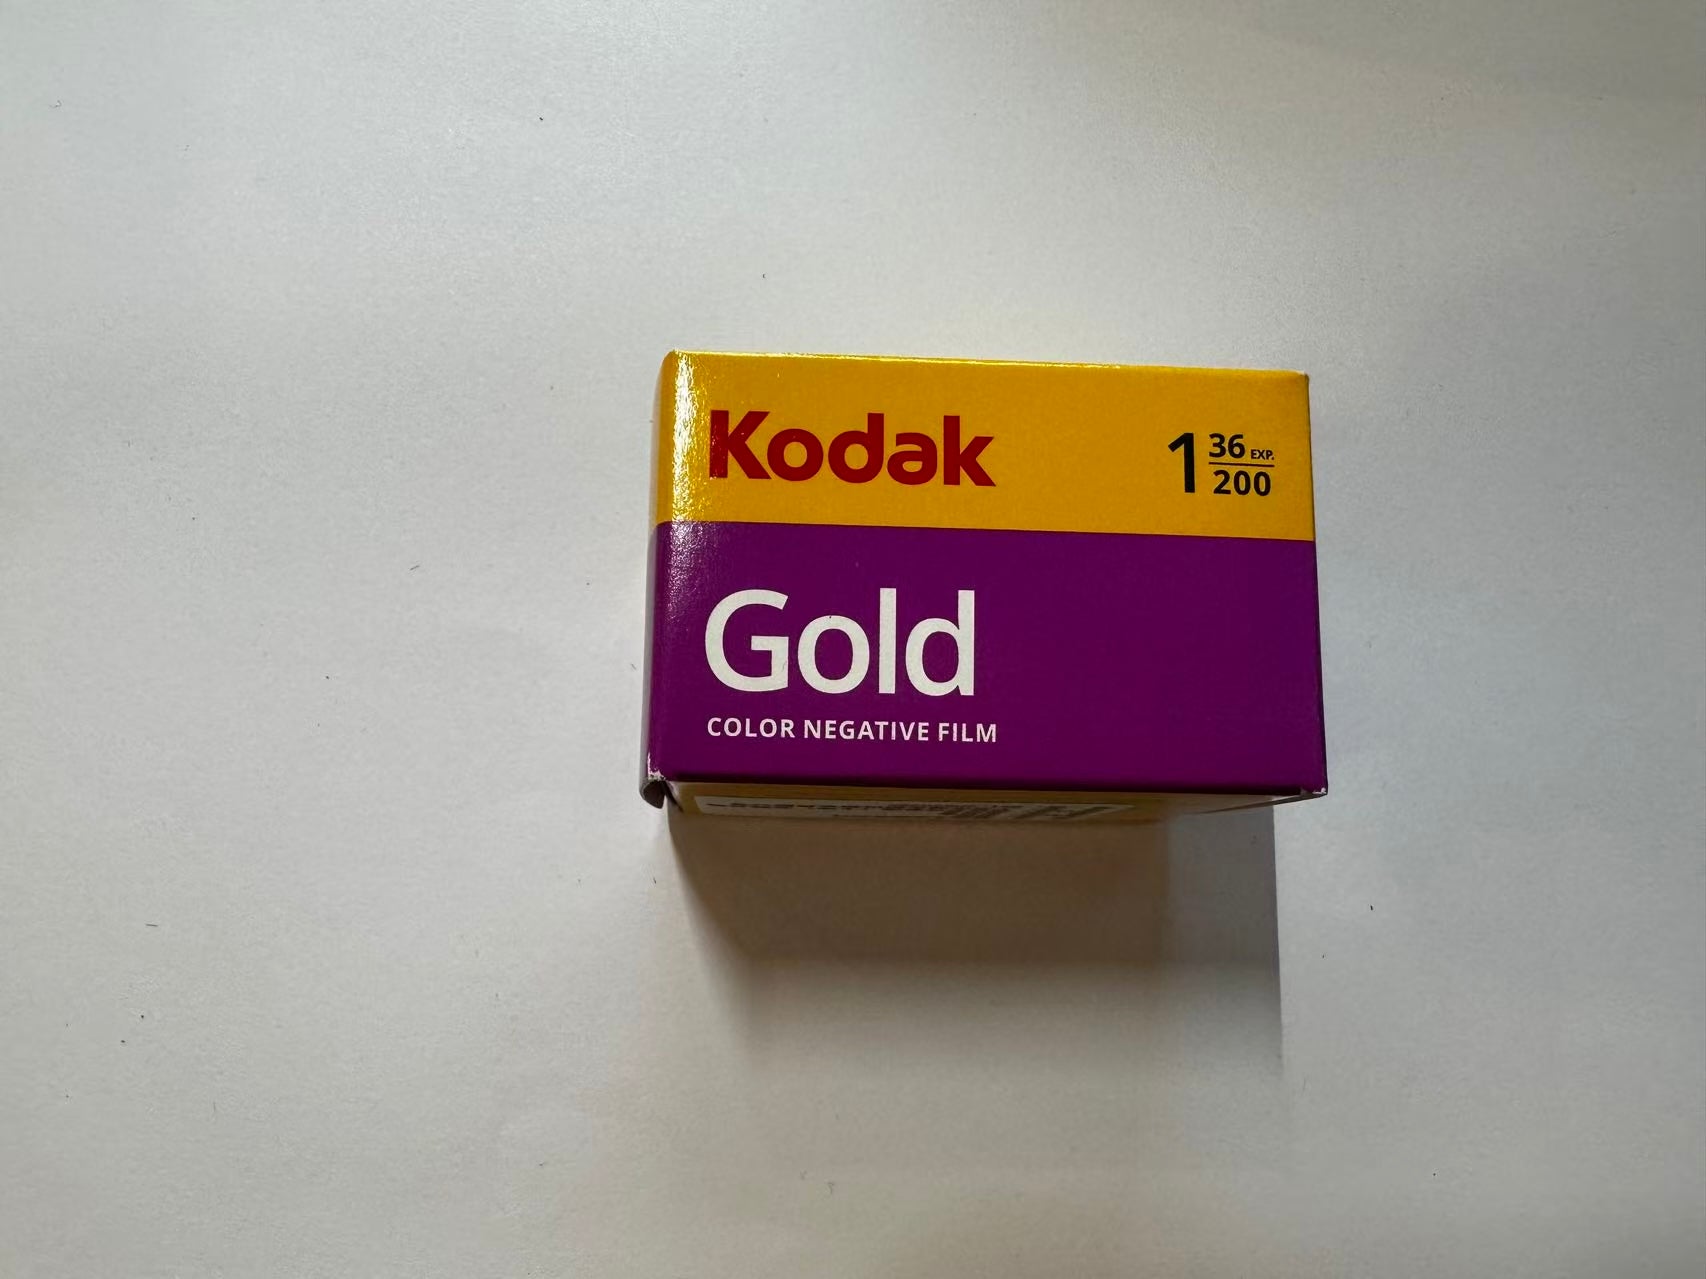 Kodak
1 36 EXP.
200
Gold
COLOR NEGATIVE FILM